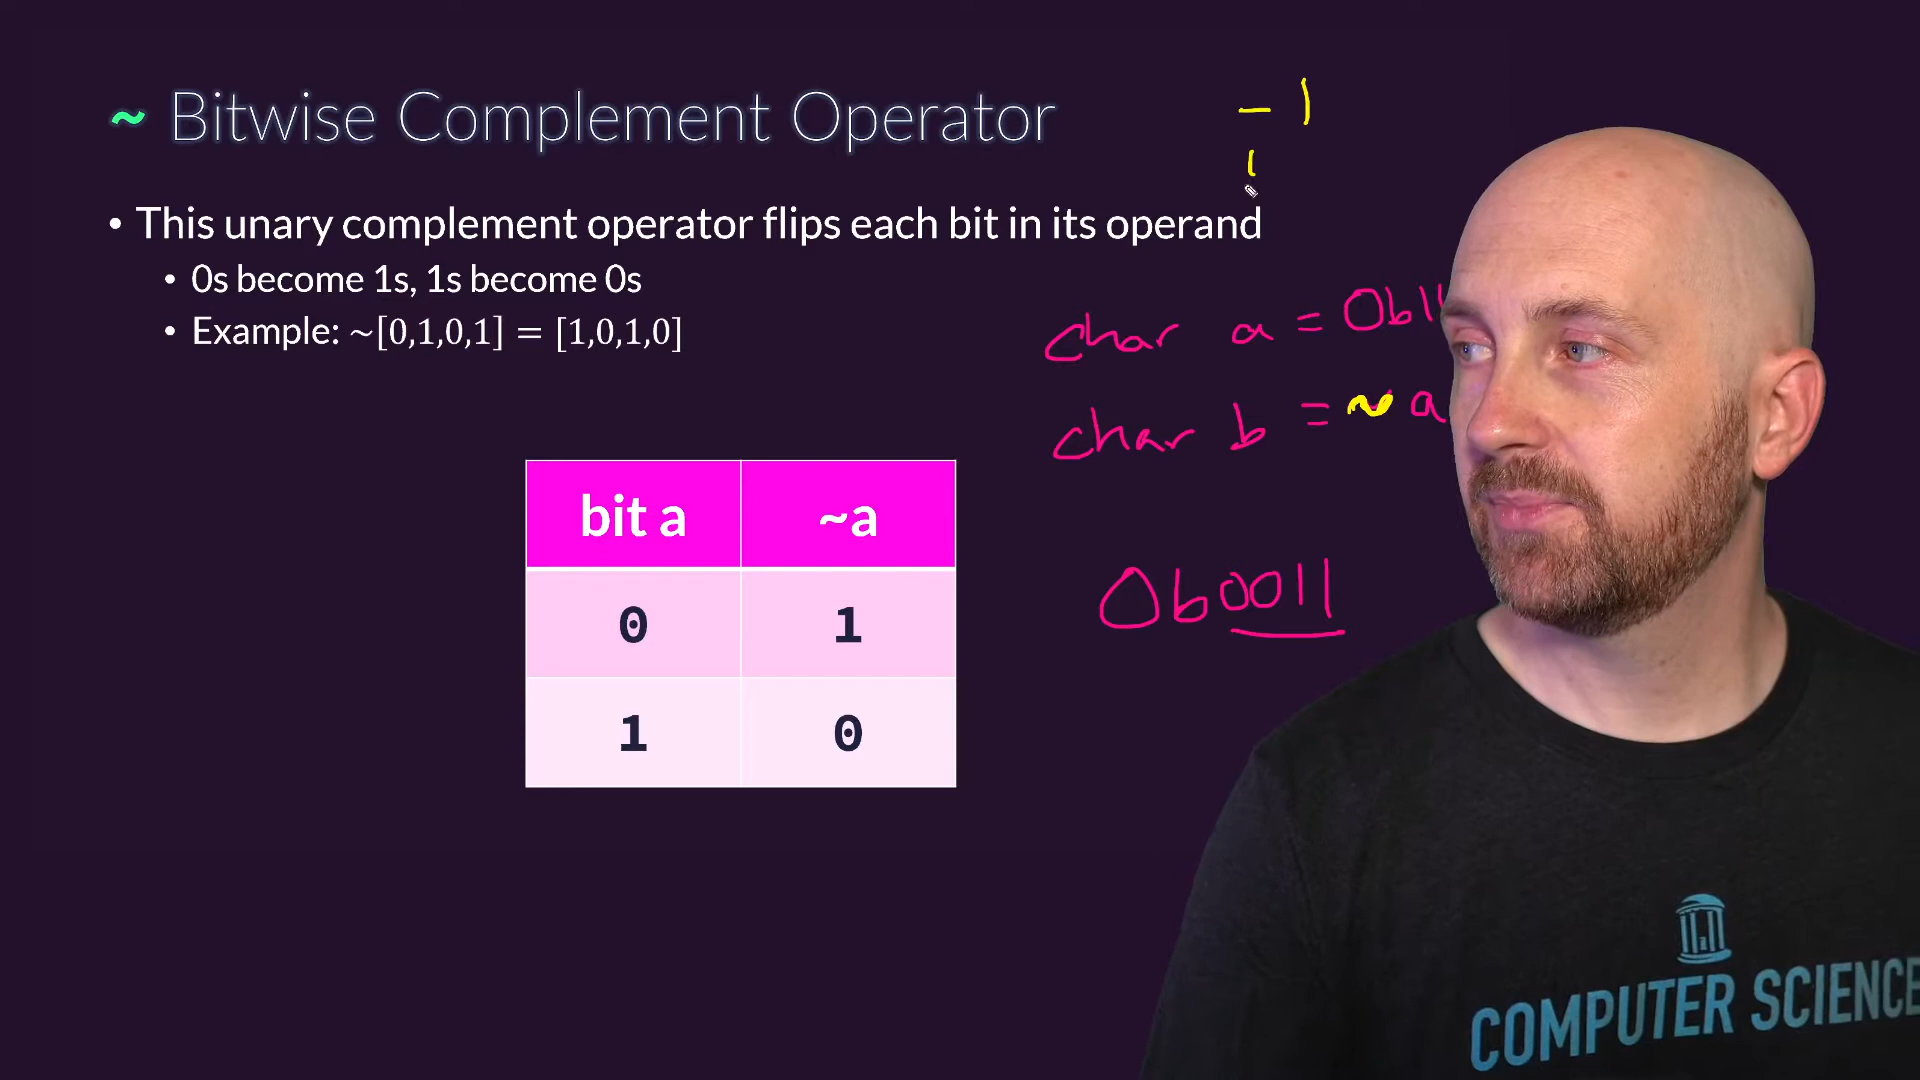 ~ Bitwise Complement Operator
- 1
1
• This unary complement operator flips each bit in its operand
• 0s become 1s, 1s become 0s
• Example: ~[0,1,0,1] = [1,0,1,0]
char a = 0b11
char b = ~ a
bit a ~a
0 1
1 0
0b0011
COMPUTER SCIENCE